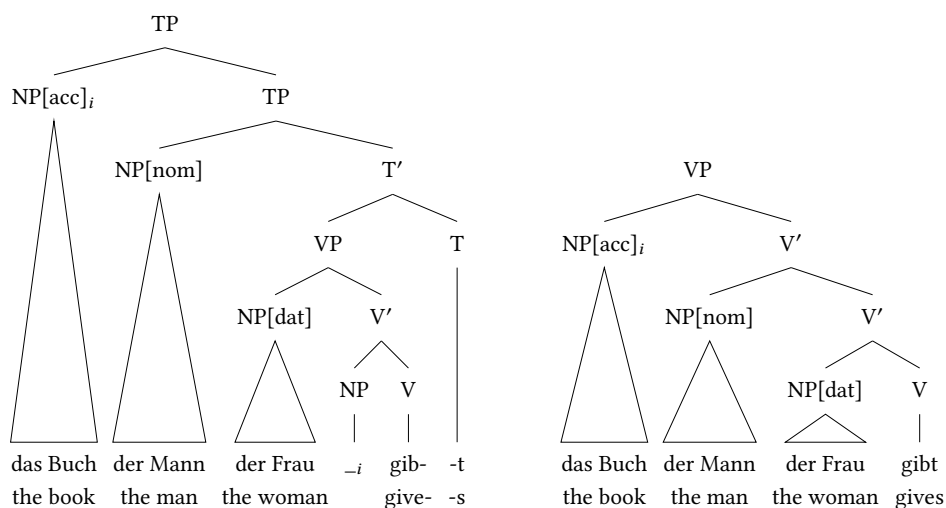 TP
NP[acc]i TP
NP[nom] T′ VP
VP T NP[acc]i V′
NP[dat] V′ NP[nom] V′
NP V NP[dat] V
das Buch der Mann der Frau _i gib- -t das Buch der Mann der Frau gibt
the book the man the woman give- -s the book the man the woman gives